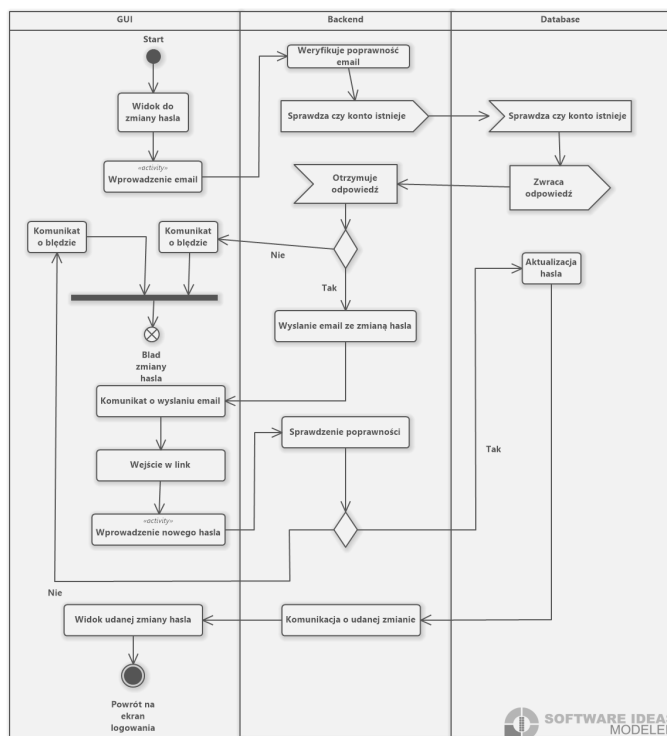 GUI
Backend
Database
Start
Weryfikuje poprawność
email
Widok do
zmiany hasla
Sprawdza czy konto istnieje
Sprawdza czy konto istnieje
«activity»
Wprowadzenie email
Otrzymuje
odpowiedź
Zwraca
odpowiedź
Komunikat
o błędzie
Komunikat
o błędzie
Nie
Aktualizacja
hasla
Tak
Wyslanie email ze zmianą hasla
Blad
zmiany
hasla
Komunikat o wyslaniu email
Sprawdzenie poprawności
Tak
Wejście w link
«activity»
Wprowadzenie nowego hasla
Nie
Widok udanej zmiany hasla
Komunikacja o udanej zmianie
Powrót na
ekran
logowania
SOFTWARE IDEAS
MODELER